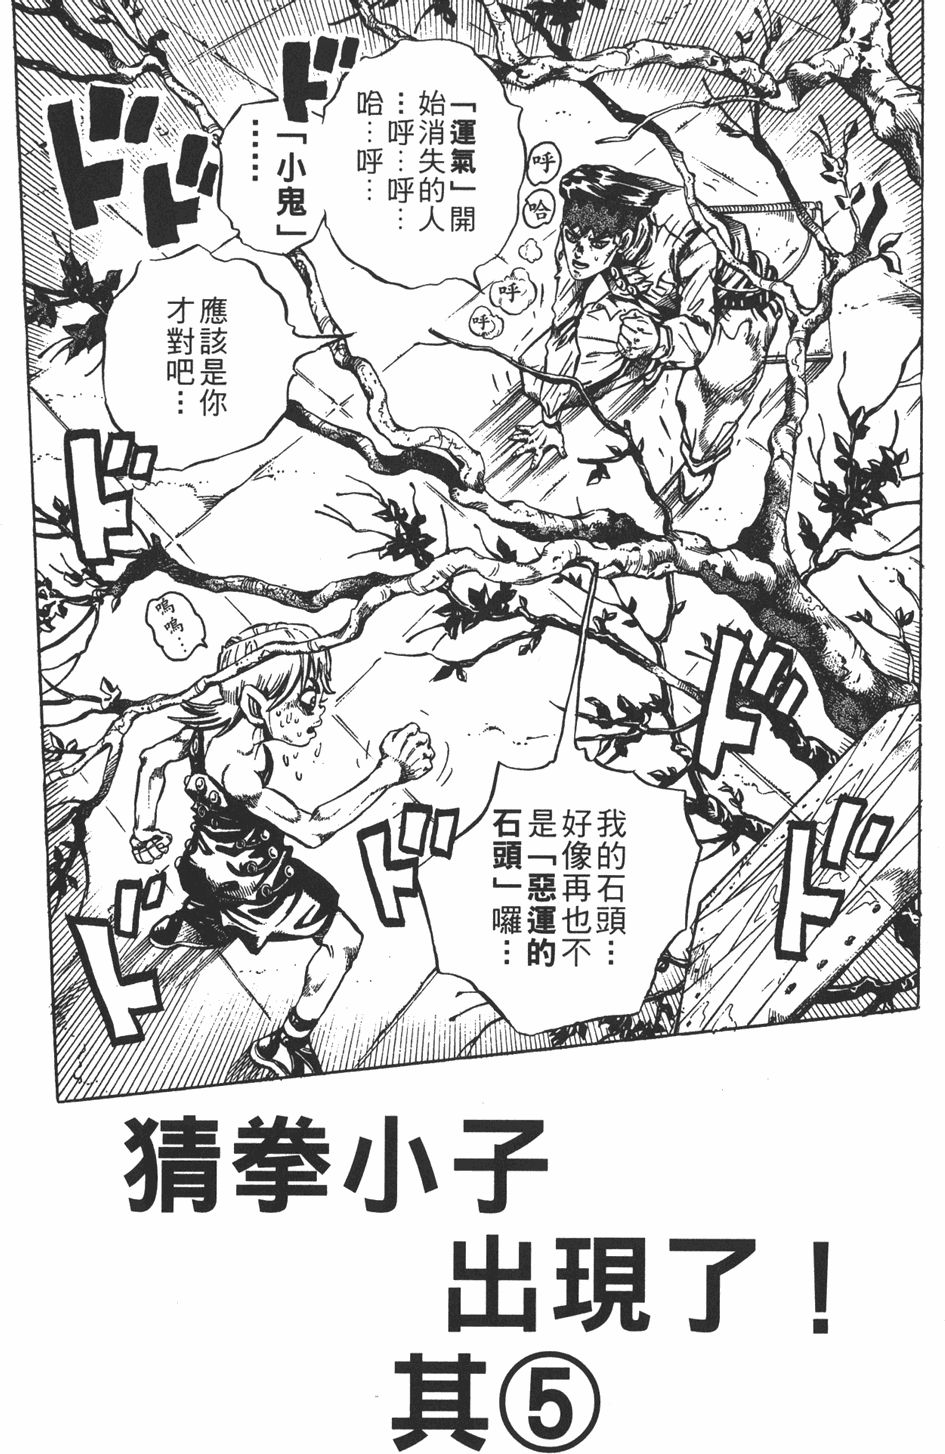 「運氣」開
始消失的人
…呼…呼…
哈…呼…
「小鬼」
……
呼
哈
呼
呼
應該是你
才對吧…
ド
ド
ド
ド
嗚
嗚…
ド
ド
我的石頭…
好像再也不
是「惡運的
石頭」囉…
ド
ド
ド
猜拳小子
出現了！
其⑤